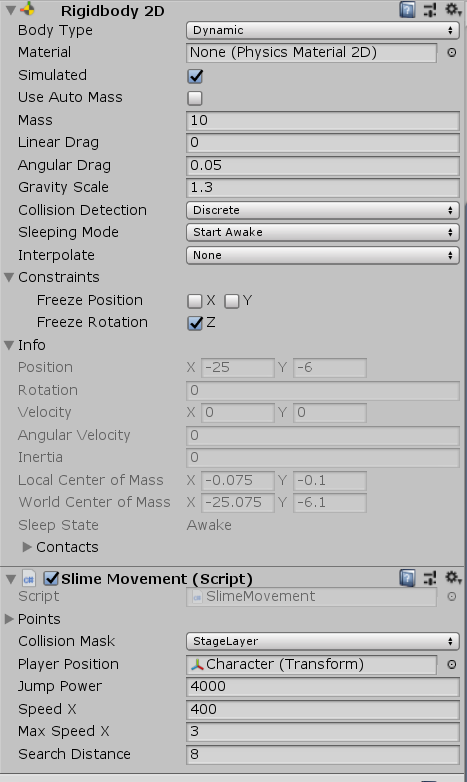 Rigidbody 2D
Body Type Dynamic
Material None (Physics Material 2D)
Simulated
Use Auto Mass
Mass 10
Linear Drag 0
Angular Drag 0.05
Gravity Scale 1.3
Collision Detection Discrete
Sleeping Mode Start Awake
Interpolate None
Constraints
Freeze Position X Y
Freeze Rotation Z
Info
Position X -25 Y -6
Rotation 0
Velocity X 0 Y 0
Angular Velocity 0
Inertia 0
Local Center of Mass X -0.075 Y -0.1
World Center of Mass X -25.075 Y -6.1
Sleep State Awake
Contacts
Slime Movement (Script)
Script SlimeMovement
Points
Collision Mask StageLayer
Player Position Character (Transform)
Jump Power 4000
Speed X 400
Max Speed X 3
Search Distance 8